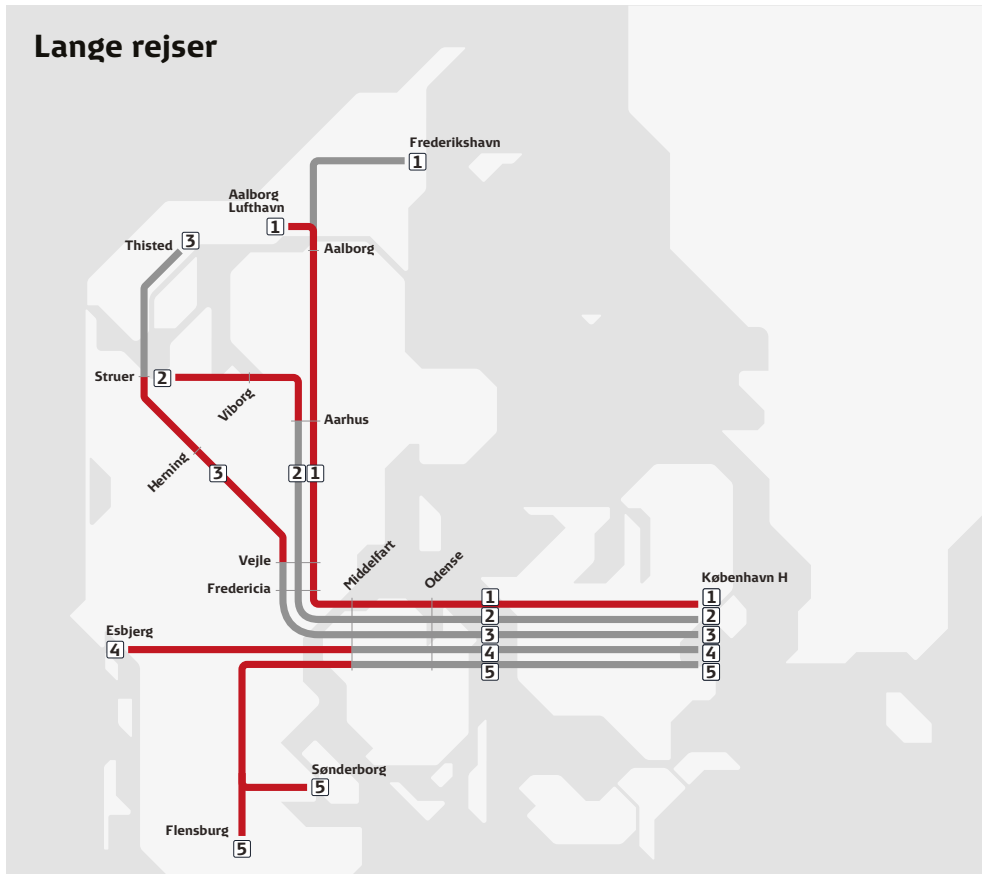 Lange rejser
Frederikshavn
1
Aalborg
Lufthavn
1
Thisted
3
Aalborg
Struer
2
Viborg
Aarhus
Herning
3
2
1
Vejle
Middelfart
Odense
Fredericia
København H
1
1
2
2
3
3
Esbjerg
4
4
4
5
5
Sønderborg
5
Flensburg
5